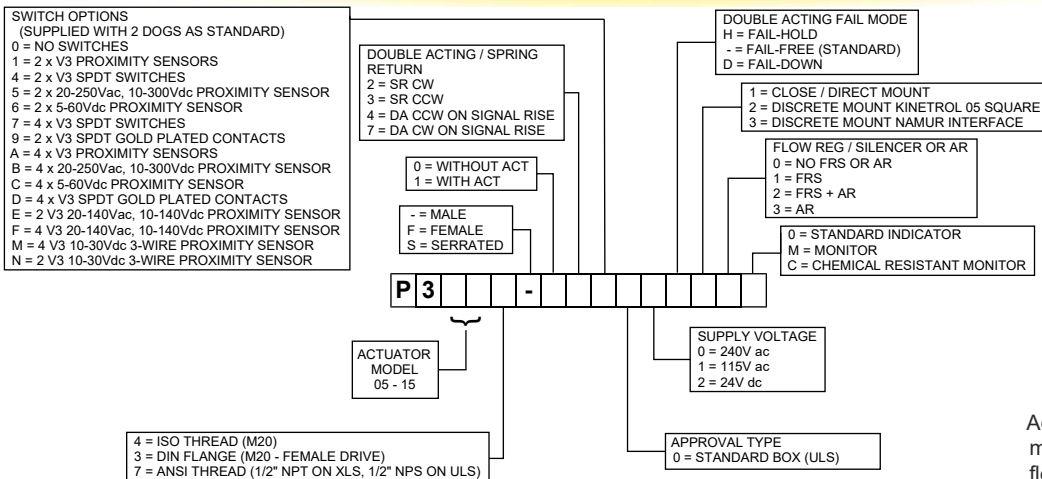 SWITCH OPTIONS
(SUPPLIED WITH 2 DOGS AS STANDARD)
0 = NO SWITCHES
1 = 2 x V3 PROXIMITY SENSORS
4 = 2 x V3 SPDT SWITCHES
5 = 2 x 20-250Vac, 10-300Vdc PROXIMITY SENSOR
6 = 2 x 5-60Vdc PROXIMITY SENSOR
7 = 4 x V3 SPDT SWITCHES
9 = 2 x V3 SPDT GOLD PLATED CONTACTS
A = 4 x V3 PROXIMITY SENSORS
B = 4 x 20-250Vac, 10-300Vdc PROXIMITY SENSOR
C = 4 x 5-60Vdc PROXIMITY SENSOR
D = 4 x V3 SPDT GOLD PLATED CONTACTS
E = 2 V3 20-140Vac, 10-140Vdc PROXIMITY SENSOR
F = 4 V3 20-140Vac, 10-140Vdc PROXIMITY SENSOR
M = 4 V3 10-30Vdc 3-WIRE PROXIMITY SENSOR
N = 2 V3 10-30Vdc 3-WIRE PROXIMITY SENSOR
DOUBLE ACTING / SPRING
RETURN
2 = SR CW
3 = SR CCW
4 = DA CCW ON SIGNAL RISE
7 = DA CW ON SIGNAL RISE
0 = WITHOUT ACT
1 = WITH ACT
- = MALE
F = FEMALE
S = SERRATED
DOUBLE ACTING FAIL MODE
H = FAIL-HOLD
- = FAIL-FREE (STANDARD)
D = FAIL-DOWN
1 = CLOSE / DIRECT MOUNT
2 = DISCRETE MOUNT KINETROL 05 SQUARE
3 = DISCRETE MOUNT NAMUR INTERFACE
FLOW REG / SILENCER OR AR
0 = NO FRS OR AR
1 = FRS
2 = FRS + AR
3 = AR
0 = STANDARD INDICATOR
M = MONITOR
C = CHEMICAL RESISTANT MONITOR
P 3 -
ACTUATOR
MODEL
05 - 15
SUPPLY VOLTAGE
0 = 240V ac
1 = 115V ac
2 = 24V dc
4 = ISO THREAD (M20)
3 = DIN FLANGE (M20 - FEMALE DRIVE)
7 = ANSI THREAD (1/2" NPT ON XLS, 1/2" NPS ON ULS)
APPROVAL TYPE
0 = STANDARD BOX (ULS)